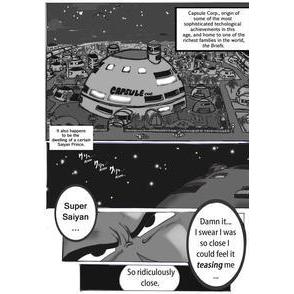 Capsule Corp., origin
of some of the most
sophisticated techological
achievements in this
age, and home to one of the
richest families in the world,
the Briefs.
CAPSULE
It also happens
to be the
dwelling of a certain
Saiyan Prince.
Super
Saiyan
...
Damn it...
I swear I was
so close I
could feel it
teasing me
...
So ridiculously
close.